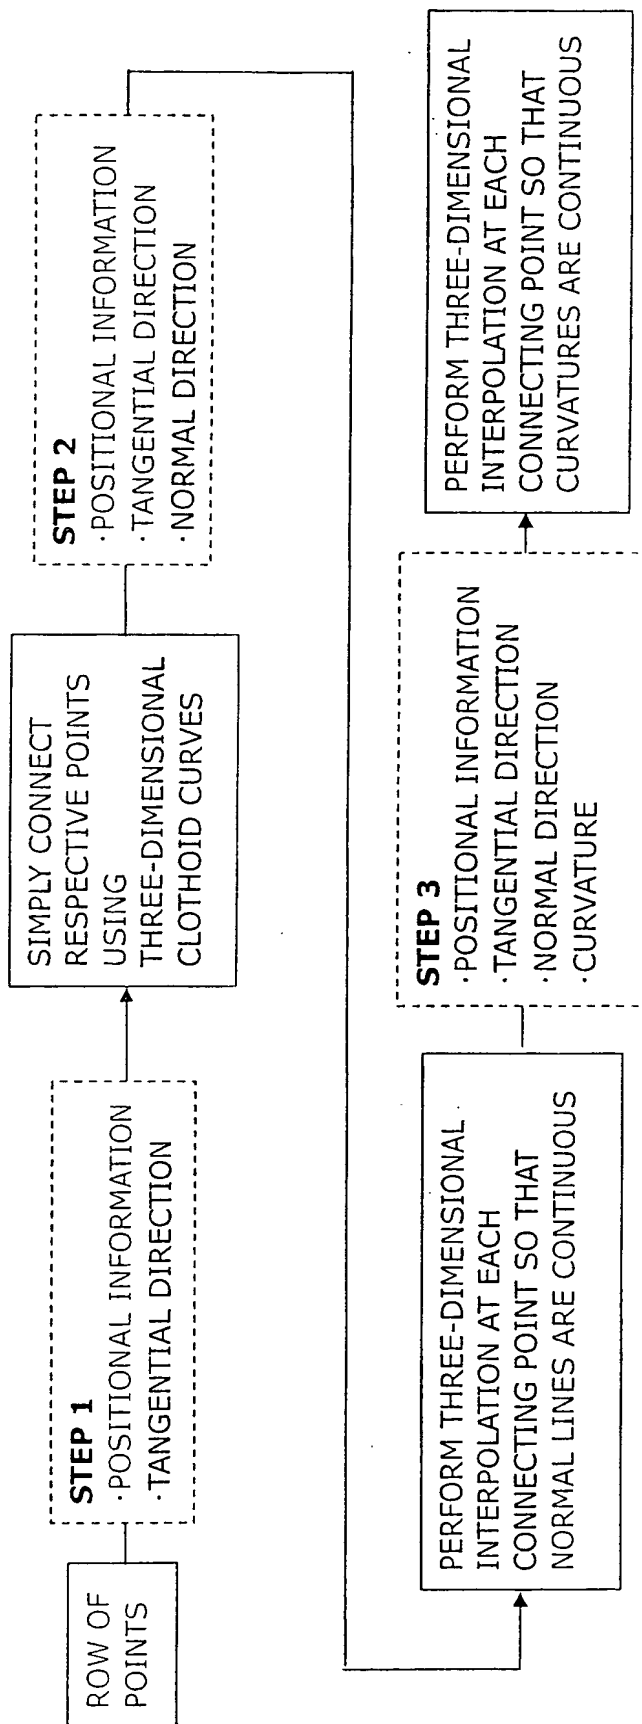 ROW OF
POINTS
STEP 1
·POSITIONAL INFORMATION
·TANGENTIAL DIRECTION
SIMPLY CONNECT
RESPECTIVE POINTS
USING
THREE-DIMENSIONAL
CLOTHOID CURVES
STEP 2
·POSITIONAL INFORMATION
·TANGENTIAL DIRECTION
·NORMAL DIRECTION
PERFORM THREE-DIMENSIONAL
INTERPOLATION AT EACH
CONNECTING POINT SO THAT
NORMAL LINES ARE CONTINUOUS
STEP 3
·POSITIONAL INFORMATION
·TANGENTIAL DIRECTION
·NORMAL DIRECTION
·CURVATURE
PERFORM THREE-DIMENSIONAL
INTERPOLATION AT EACH
CONNECTING POINT SO THAT
CURVATURES ARE CONTINUOUS